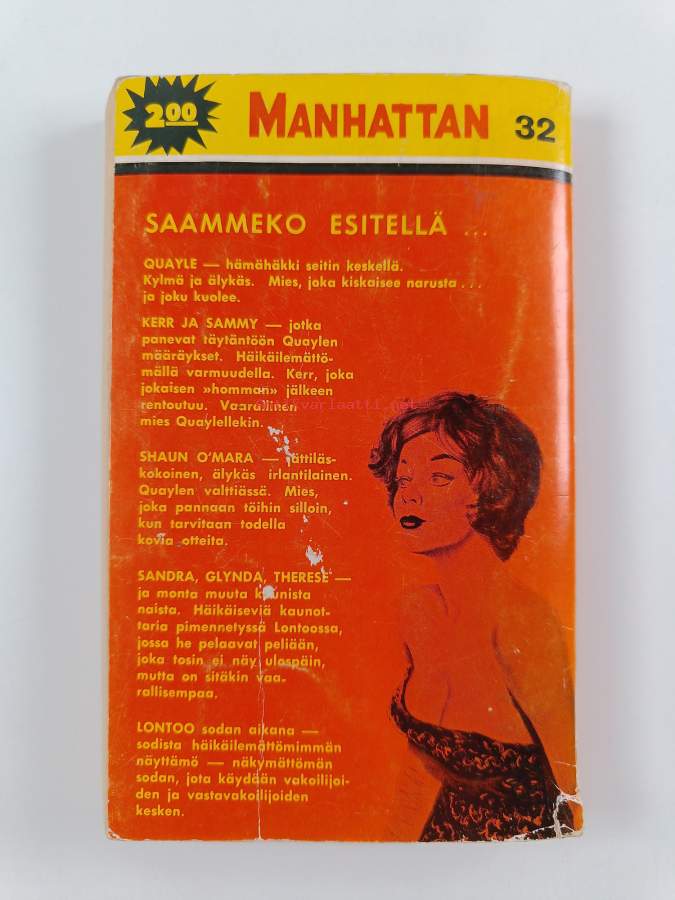 2.00 MANHATTAN 32
SAAMMEKO ESITELLÄ ...
QUAYLE — hämähäkki seitin keskellä.
Kylmä ja älykäs. Mies, joka kiskaisee narusta...
ja joku kuolee.
KERR JA SAMMY — jotka
panevat täytäntöön Quaylen
määräykset. Häikäilemättö-
mällä varmuudella. Kerr, joka
jokaisen »homman» jälkeen
rentoutuu. Vaarallinen
mies Quaylellekin.
SHAUN O'MARA — jättiläs-
kokoinen, älykäs irlantilainen.
Quaylen valttiässä. Mies,
joka pannaan töihin silloin,
kun tarvitaan todella
kovia otteita.
SANDRA, GLYNDA, THERESE —
ja monta muuta kaunista
naista. Häikäiseviä kaunot-
taria pimennetyssä Lontoossa,
jossa he pelaavat peliään,
joka tosin ei näy ulospäin,
mutta on sitäkin vaa-
rallisempaa.
LONTOO sodan aikana —
sodista häikäilemättömimmän
näyttämö — näkymättömän
sodan, jota käydään vakoilijoi-
den ja vastavakoilijoiden
kesken.